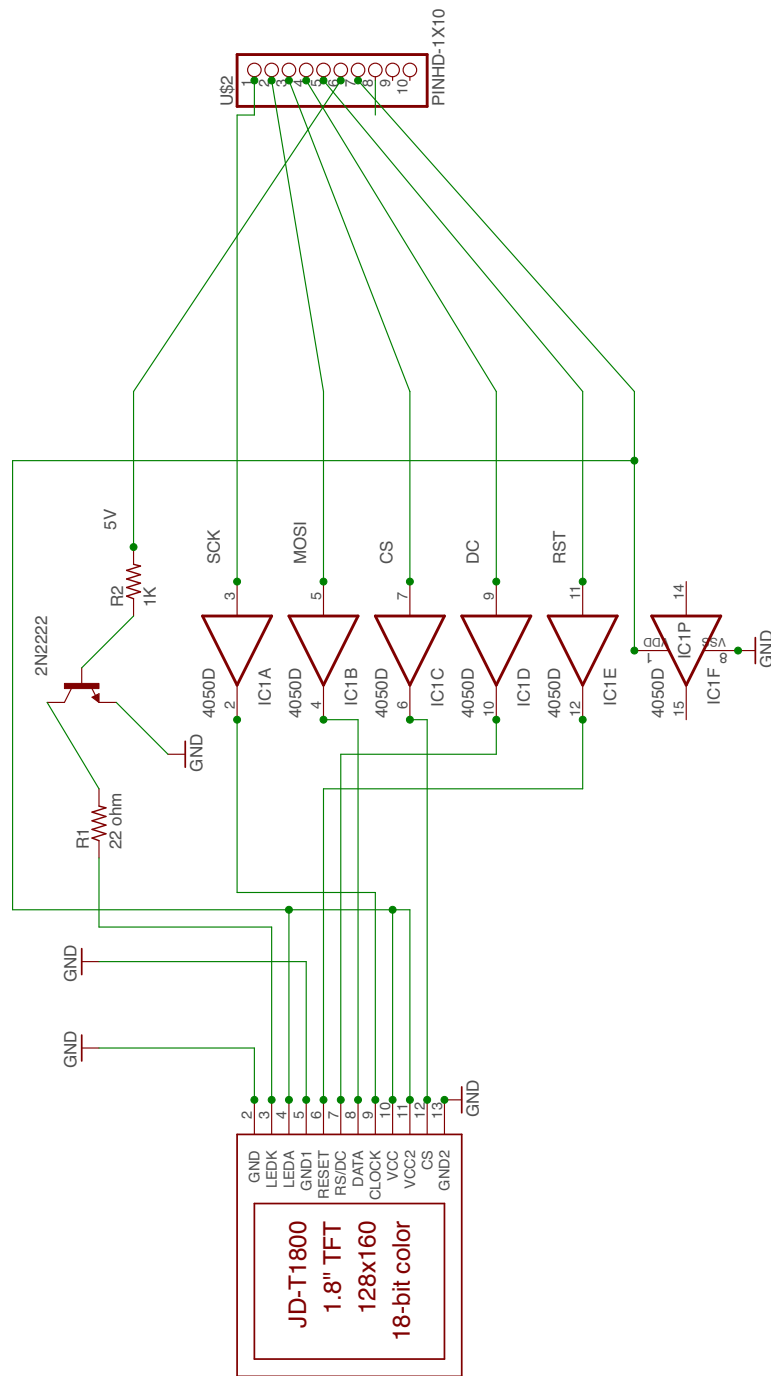 U$2
1
2
3
4
5
6
7
8
9
10
PINHD-1X10
5V
R2
1K
2N2222
GND
R1
22 ohm
SCK
3
4050D
IC1A
2
MOSI
5
4050D
IC1B
4
CS
7
4050D
IC1C
6
DC
9
4050D
IC1D
10
RST
11
4050D
IC1E
12
14
1
VDD
IC1P
VSS
8
GND
4050D
IC1F
15
GND
GND
2
3
4
5
6
7
8
9
10
11
12
13
GND
GND
LEDK
LEDA
GND1
RESET
RS/DC
DATA
CLOCK
VCC
VCC2
CS
GND2
JD-T1800
1.8" TFT
128x160
18-bit color